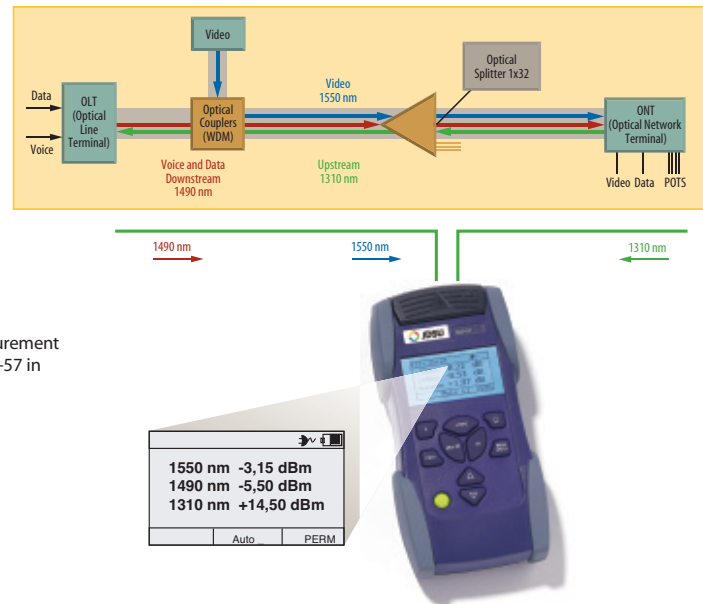 Video
Optical
Splitter 1x32
Data
Voice
OLT
(Optical
Line
Terminal)
Optical
Couplers
(WDM)
Video
1550 nm
ONT
(Optical Network
Terminal)
Voice and Data
Downstream
1490 nm
Upstream
1310 nm
Video Data POTS
1490 nm
1550 nm
1310 nm
urement
-57 in
JDSU
1550 nm -3,15 dBm
1490 nm -5,50 dBm
1310 nm +14,50 dBm
Auto _ PERM